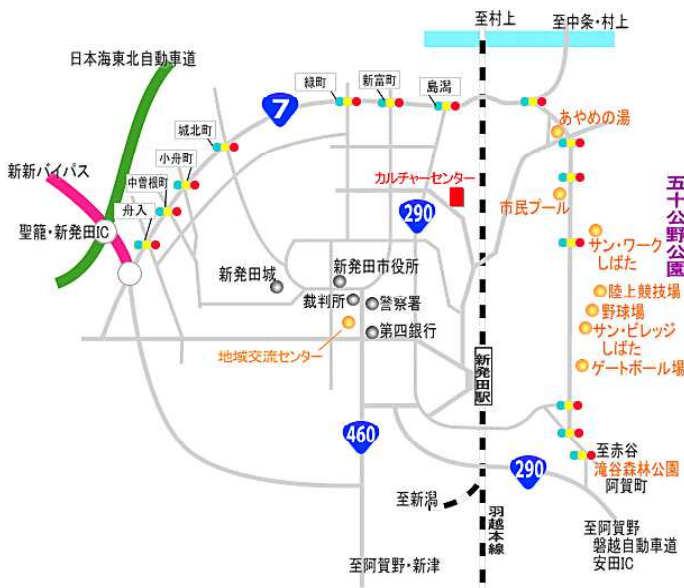 至村上
至中条・村上
日本海東北自動車道
緑町
新富町
島潟
7
あやめの湯
城北町
小舟町
新新バイパス
中曽根町
カルチャーセンター
舟入
290
市民プール
五十公野公園
聖籠・新発田IC
サン・ワーク
しばた
新発田城
新発田市役所
裁判所
警察署
陸上競技場
野球場
第四銀行
サン・ビレッジ
しばた
地域交流センター
新発田駅
ゲートボール場
460
至赤谷
290
滝谷森林公園
阿賀町
至新潟
羽越本線
至阿賀野
磐越自動車道
安田IC
至阿賀野・新津